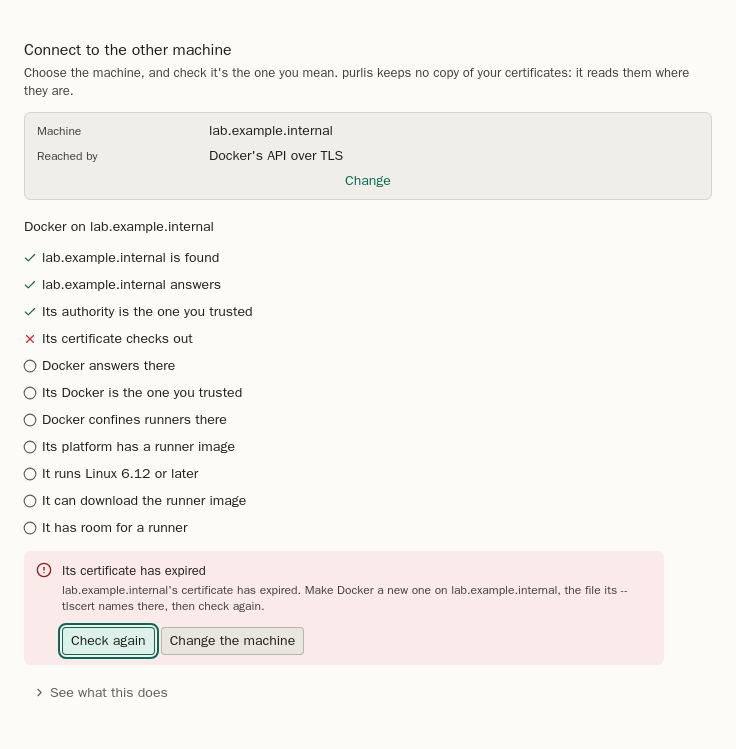 Connect to the other machine
Choose the machine, and check it's the one you mean. purlis keeps no copy of your certificates: it reads them where
they are.
Machine lab.example.internal
Reached by Docker's API over TLS
Change
Docker on lab.example.internal
lab.example.internal is found
lab.example.internal answers
Its authority is the one you trusted
Its certificate checks out
Docker answers there
Its Docker is the one you trusted
Docker confines runners there
Its platform has a runner image
It runs Linux 6.12 or later
It can download the runner image
It has room for a runner
Its certificate has expired
lab.example.internal's certificate has expired. Make Docker a new one on lab.example.internal, the file its --
tlscert names there, then check again.
Check again Change the machine
See what this does